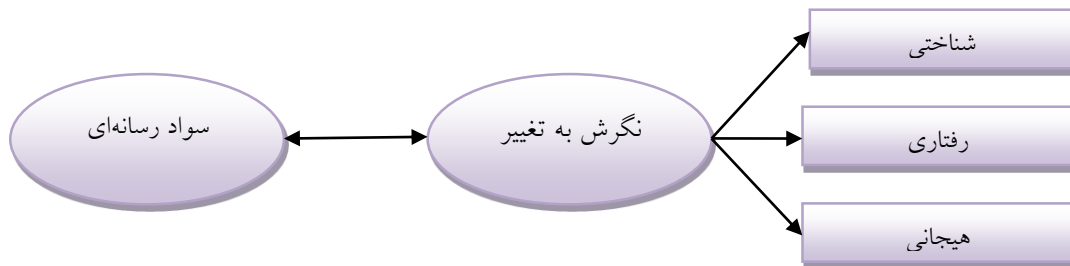 شناختی
سواد رسانه‌ای
نگرش به تغییر
رفتاری
هیجانی